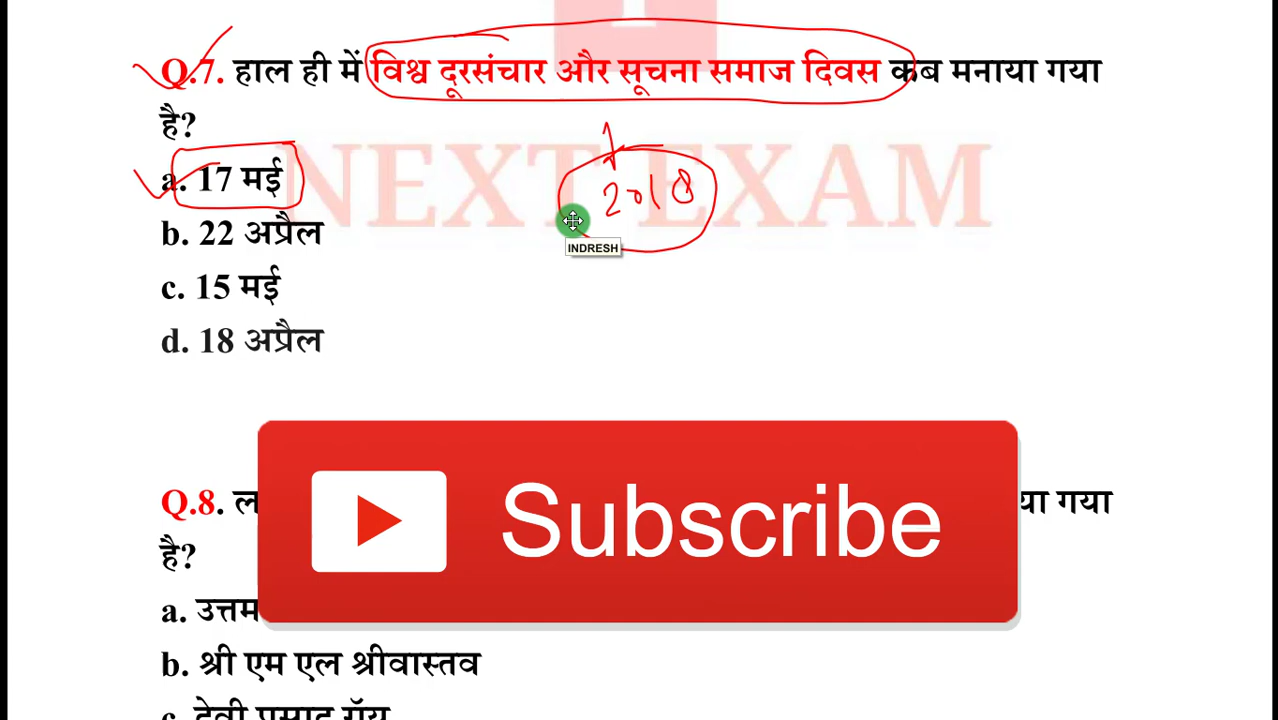 Q.7. हाल ही में विश्व दूरसंचार और सूचना समाज दिवस कब मनाया गया
है?
NEXT EXAM
2018
a. 17 मई
INDRESH
b. 22 अप्रैल
c. 15 मई
d. 18 अप्रैल
Subscribe
Q.8. या गया
है?
a. उत्तम
b. श्री एम एल श्रीवास्तव
c. देवी प्रसाद रॉय